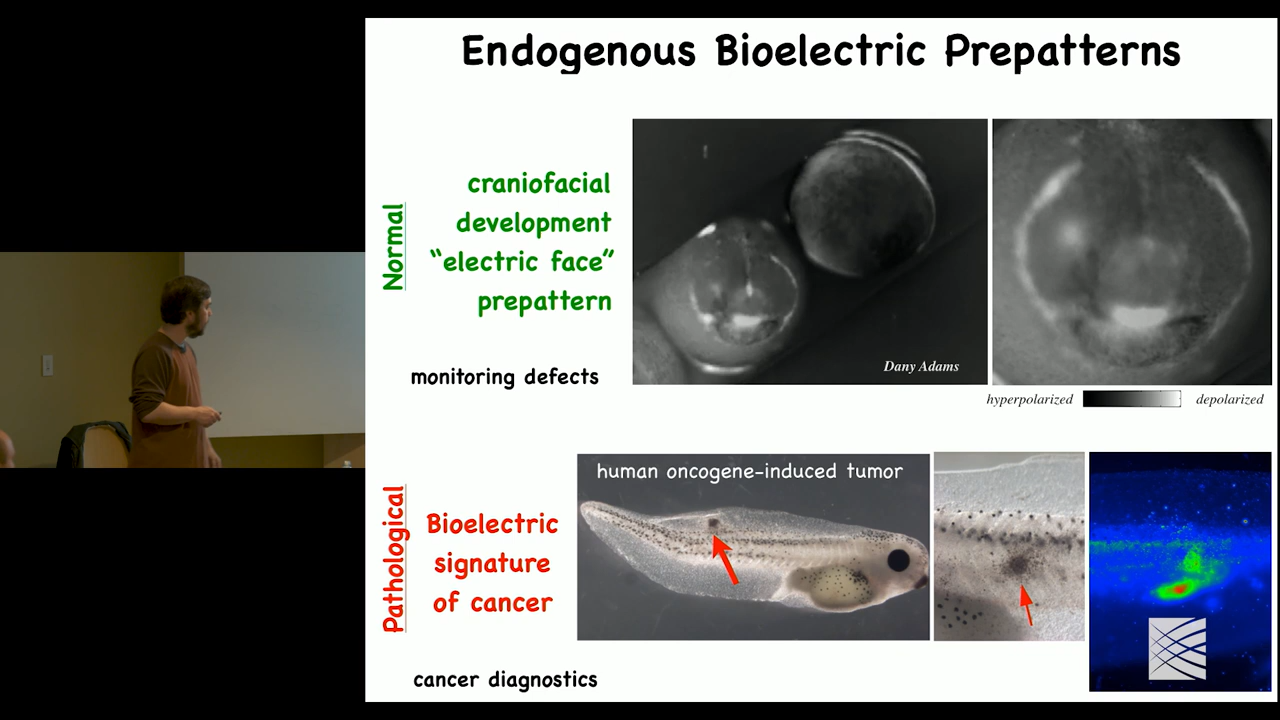 Endogenous Bioelectric Prepatterns
Normal
craniofacial
development
“electric face”
prepattern
monitoring defects
Dany Adams
hyperpolarized
depolarized
Pathological
Bioelectric
signature
of cancer
cancer diagnostics
human oncogene-induced tumor